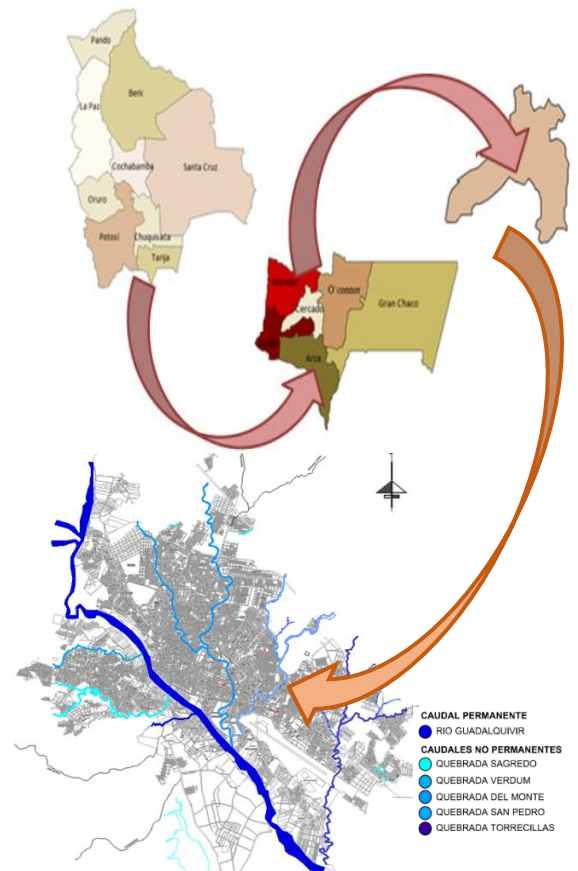 Pando
La Paz
Beni
Cochabamba
Santa Cruz
Oruro
Potosí
Chuquisaca
Tarija
O'connor
Cercado
Gran Chaco
Arce
CAUDAL PERMANENTE
RIO GUADALQUIVIR
CAUDALES NO PERMANENTES
QUEBRADA SAGREDO
QUEBRADA VERDUM
QUEBRADA DEL MONTE
QUEBRADA SAN PEDRO
QUEBRADA TORRECILLAS